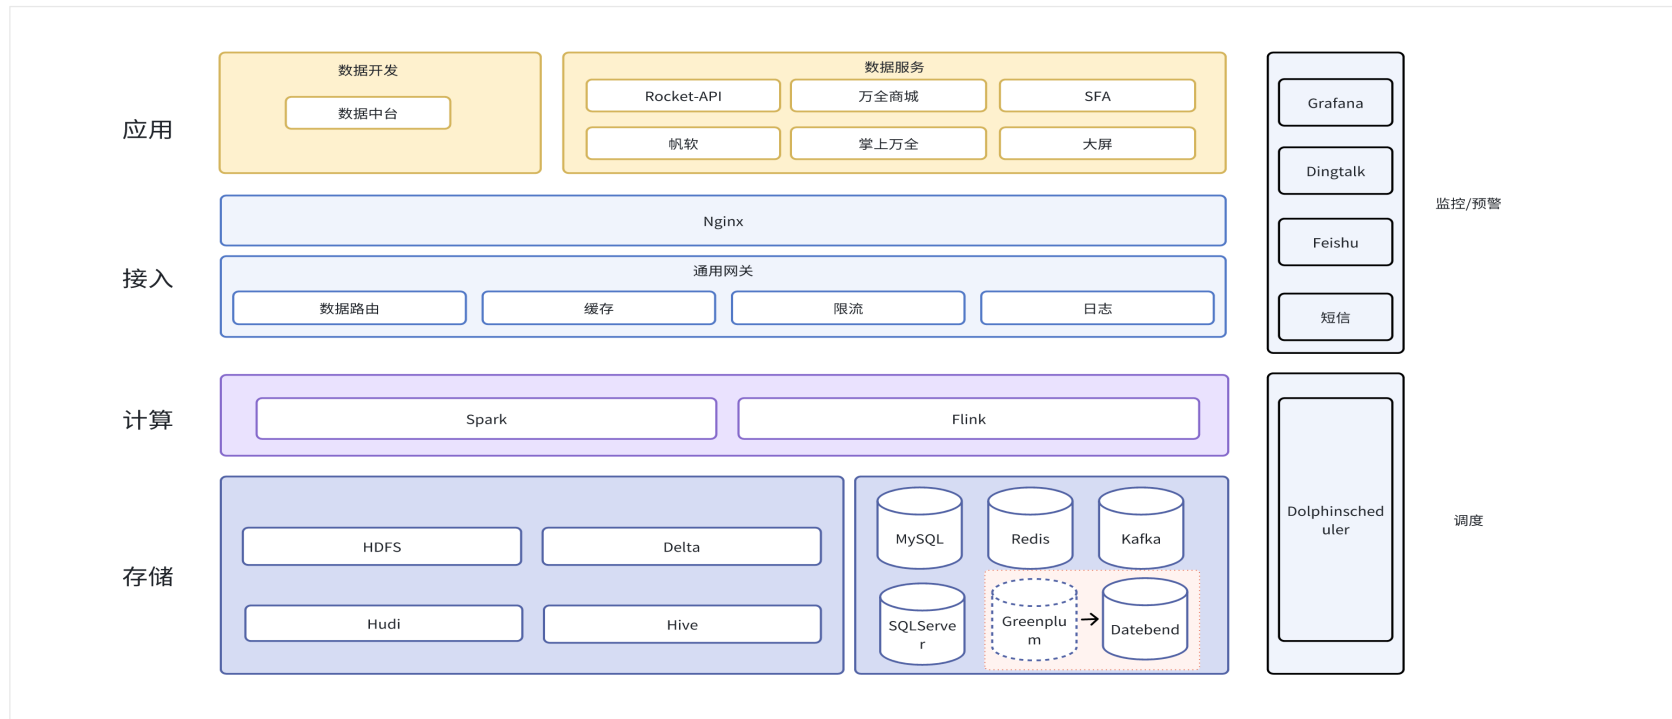 数据开发
数据中台
数据服务
Rocket-API
万全商城
SFA
帆软
掌上万全
大屏
应用
Nginx
接入
通用网关
数据路由
缓存
限流
日志
计算
Spark
Flink
存储
HDFS
Delta
Hudi
Hive
MySQL
Redis
Kafka
SQLServe
r
Greenplu
m
Datebend
Grafana
Dingtalk
Feishu
短信
监控/预警
Dolphinsched
uler
调度